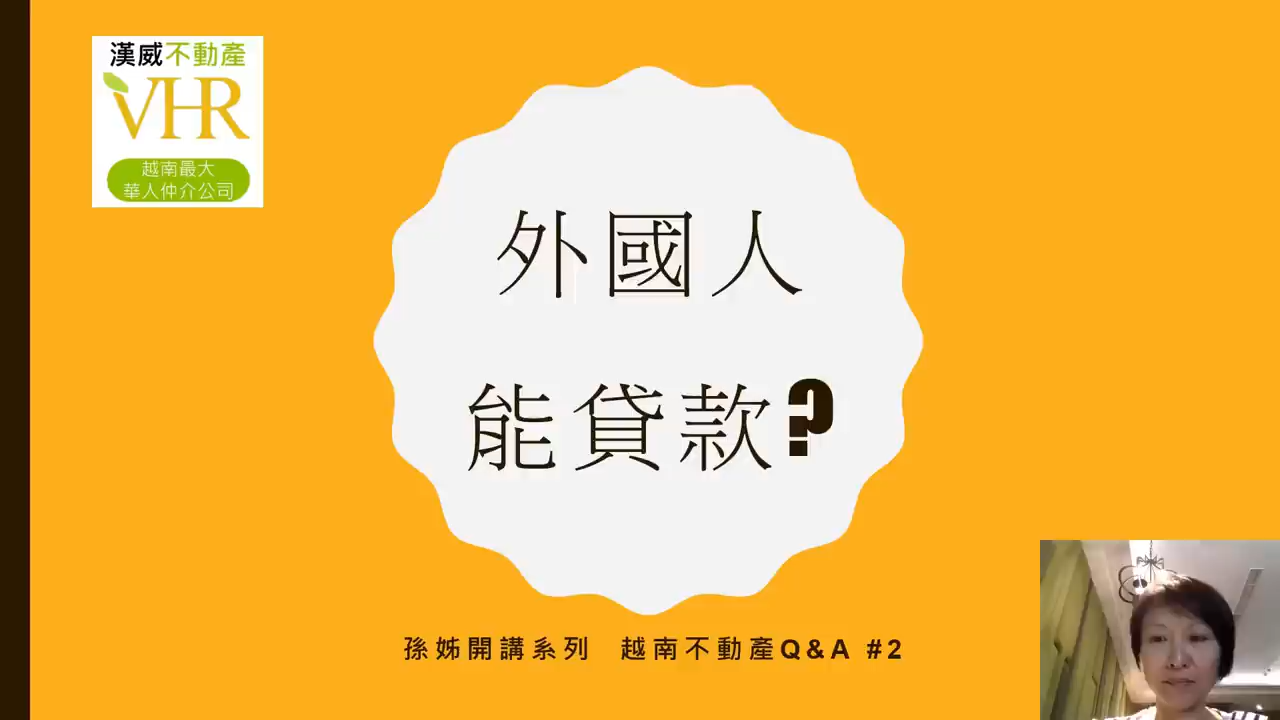 漢威不動產
VHR
越南最大
華人仲介公司
外國人
能貸款?
孫姊開講系列 越南不動產Q&A #2